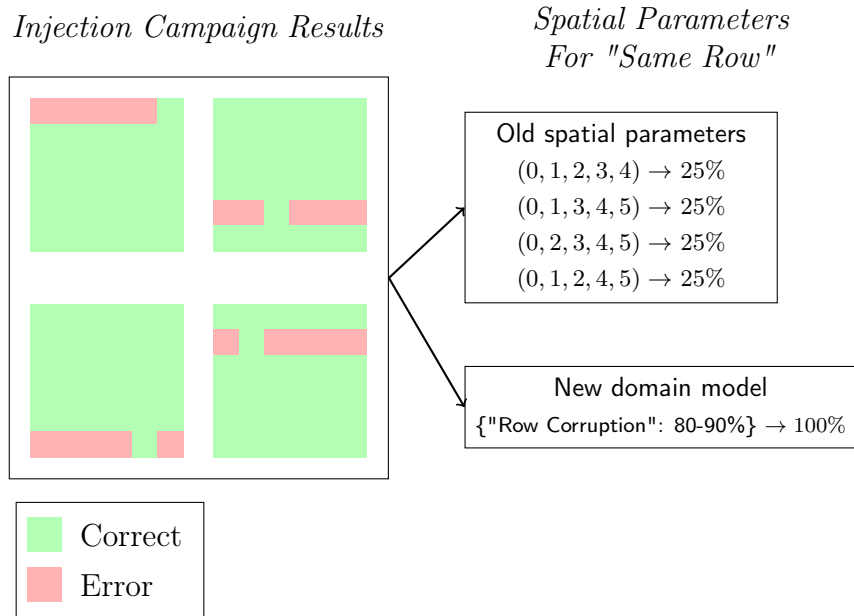 Injection Campaign Results
Spatial Parameters
For "Same Row"
Old spatial parameters
(0, 1, 2, 3, 4) → 25%
(0, 1, 3, 4, 5) → 25%
(0, 2, 3, 4, 5) → 25%
(0, 1, 2, 4, 5) → 25%
New domain model
{"Row Corruption": 80-90%} → 100%
Correct
Error